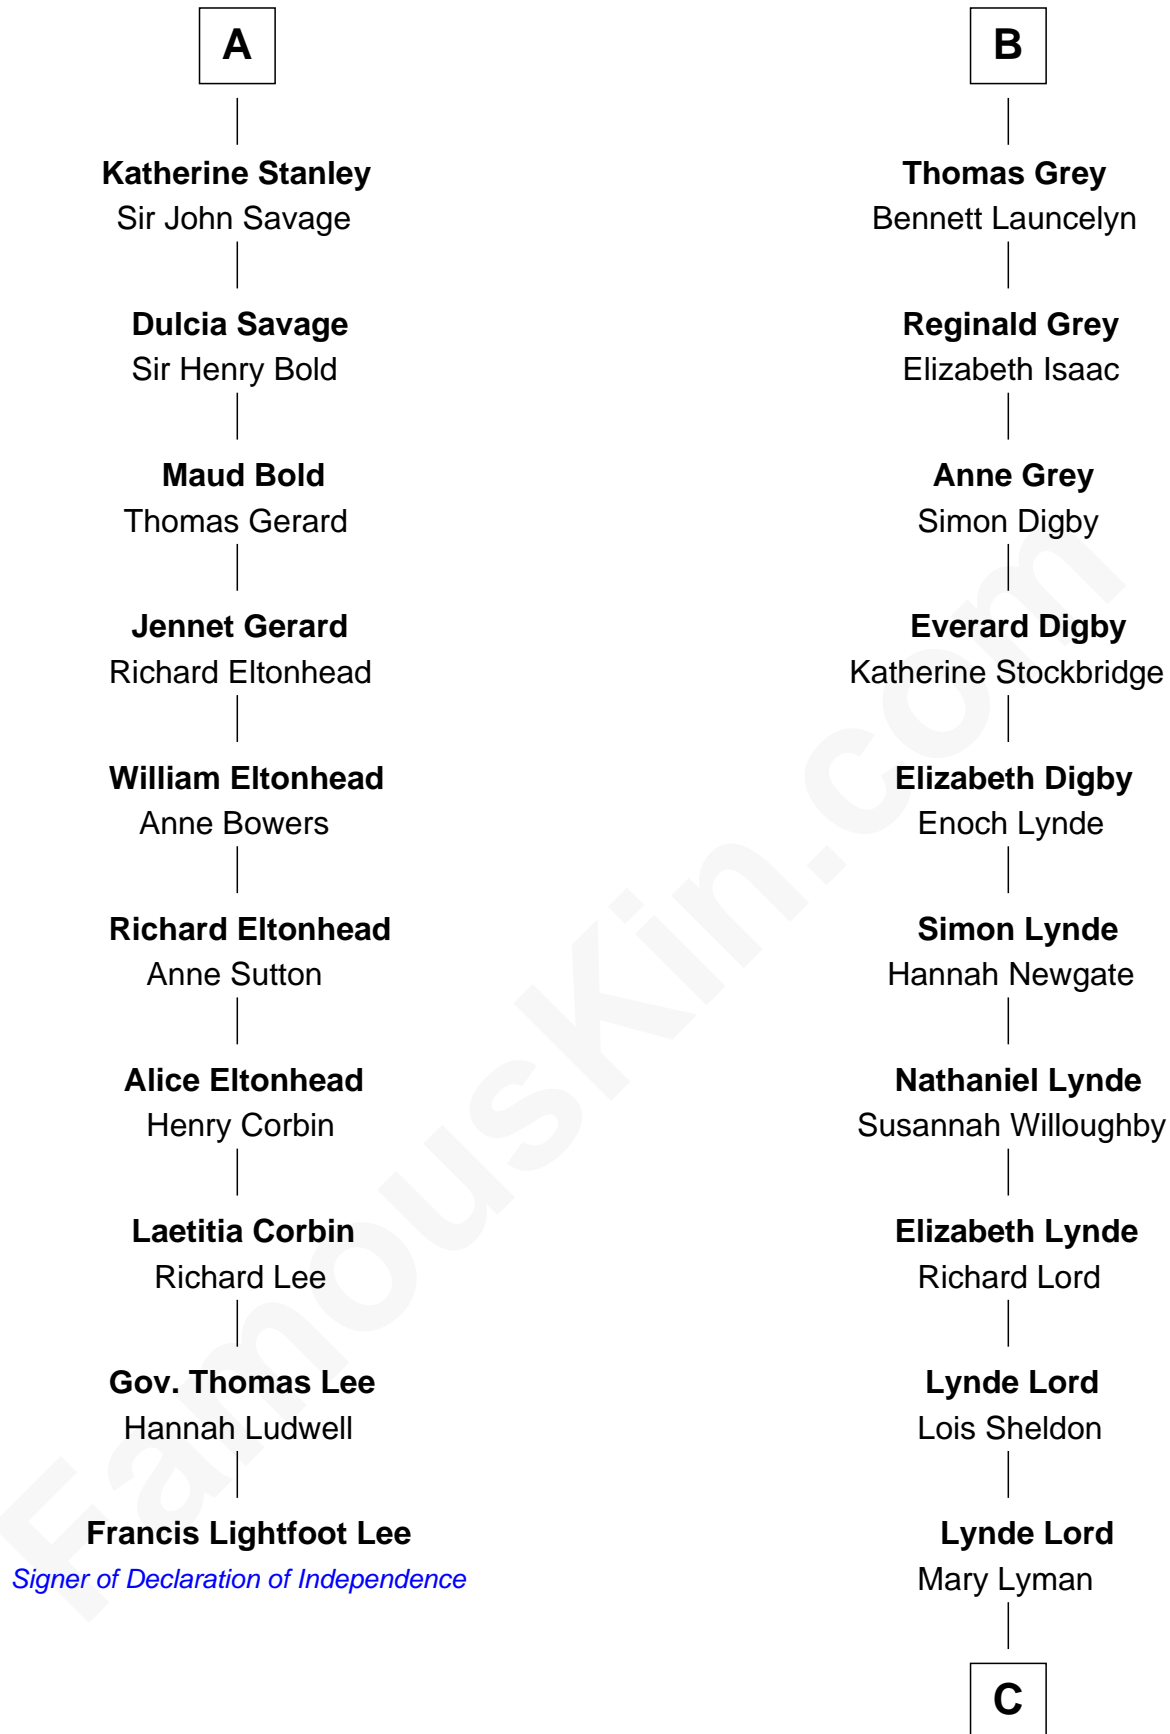 A
Katherine Stanley
Sir John Savage
Dulcia Savage
Sir Henry Bold
Maud Bold
Thomas Gerard
Jennet Gerard
Richard Eltonhead
William Eltonhead
Anne Bowers
Richard Eltonhead
Anne Sutton
Alice Eltonhead
Henry Corbin
Laetitia Corbin
Richard Lee
Gov. Thomas Lee
Hannah Ludwell
Francis Lightfoot Lee
Signer of Declaration of Independence
B
Thomas Grey
Bennett Launcelyn
Reginald Grey
Elizabeth Isaac
Anne Grey
Simon Digby
Everard Digby
Katherine Stockbridge
Elizabeth Digby
Enoch Lynde
Simon Lynde
Hannah Newgate
Nathaniel Lynde
Susannah Willoughby
Elizabeth Lynde
Richard Lord
Lynde Lord
Lois Sheldon
Lynde Lord
Mary Lyman
C
FamousKin.com